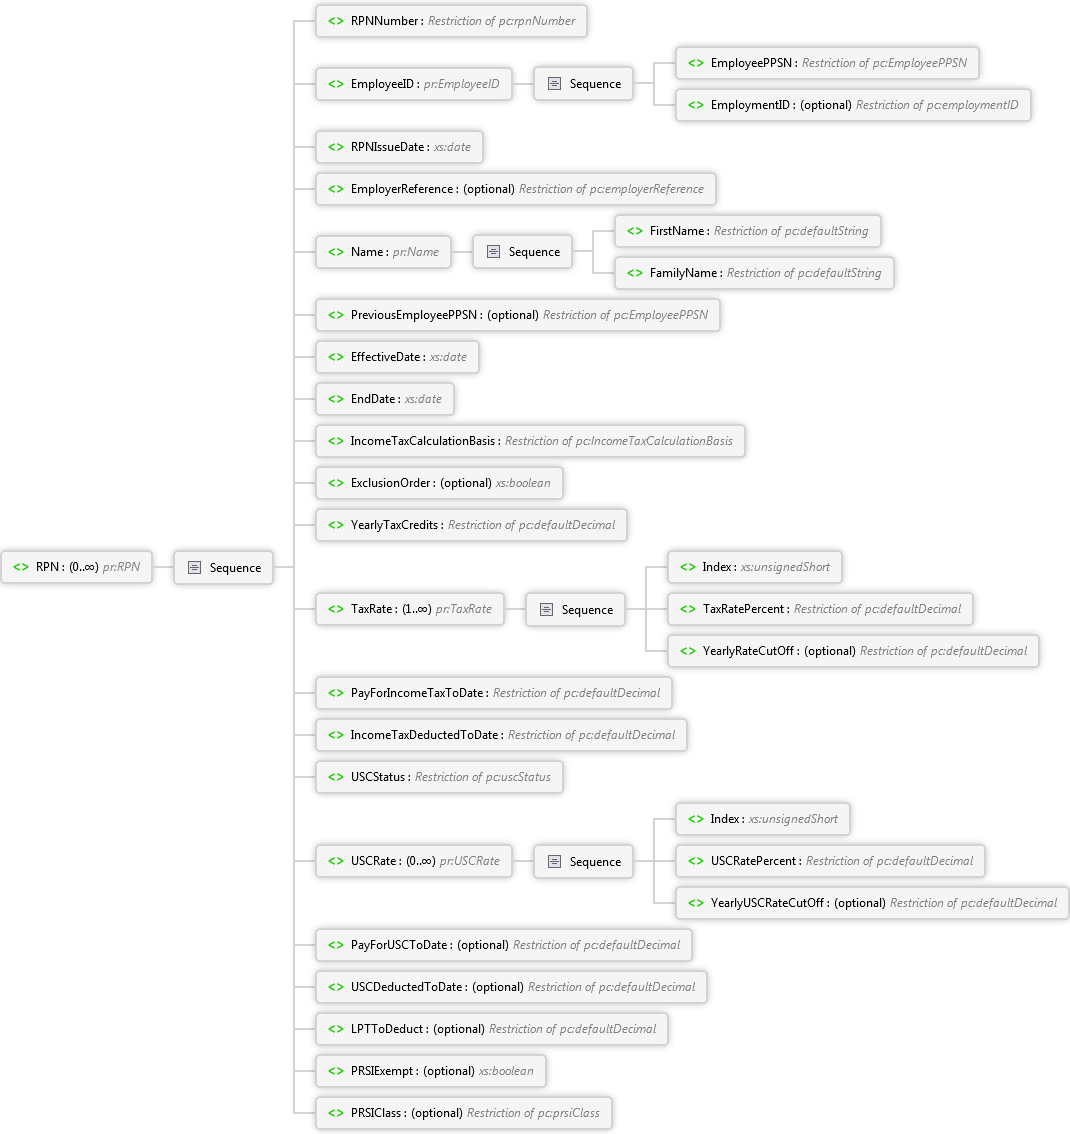 <> RPNNumber : Restriction of pc:rpnNumber
<> EmployeeID : pr:EmployeeID
Sequence
<> EmployeePPSN : Restriction of pc:EmployeePPSN
<> EmploymentID : (optional) Restriction of pc:employmentID
<> RPNIssueDate : xs:date
<> EmployerReference : (optional) Restriction of pc:employerReference
<> Name : pr:Name
Sequence
<> FirstName : Restriction of pc:defaultString
<> FamilyName : Restriction of pc:defaultString
<> PreviousEmployeePPSN : (optional) Restriction of pc:EmployeePPSN
<> EffectiveDate : xs:date
<> EndDate : xs:date
<> IncomeTaxCalculationBasis : Restriction of pc:IncomeTaxCalculationBasis
<> ExclusionOrder : (optional) xs:boolean
<> YearlyTaxCredits : Restriction of pc:defaultDecimal
<> RPN : (0..∞) pr:RPN
Sequence
<> TaxRate : (1..∞) pr:TaxRate
Sequence
<> Index : xs:unsignedShort
<> TaxRatePercent : Restriction of pc:defaultDecimal
<> YearlyRateCutOff : (optional) Restriction of pc:defaultDecimal
<> PayForIncomeTaxToDate : Restriction of pc:defaultDecimal
<> IncomeTaxDeductedToDate : Restriction of pc:defaultDecimal
<> USCStatus : Restriction of pc:uscStatus
<> USCRate : (0..∞) pr:USCRate
Sequence
<> Index : xs:unsignedShort
<> USCRatePercent : Restriction of pc:defaultDecimal
<> YearlyUSCRateCutOff : (optional) Restriction of pc:defaultDecimal
<> PayForUSCToDate : (optional) Restriction of pc:defaultDecimal
<> USCDeductedToDate : (optional) Restriction of pc:defaultDecimal
<> LPTToDeduct : (optional) Restriction of pc:defaultDecimal
<> PRSIExempt : (optional) xs:boolean
<> PRSIClass : (optional) Restriction of pc:prsiClass